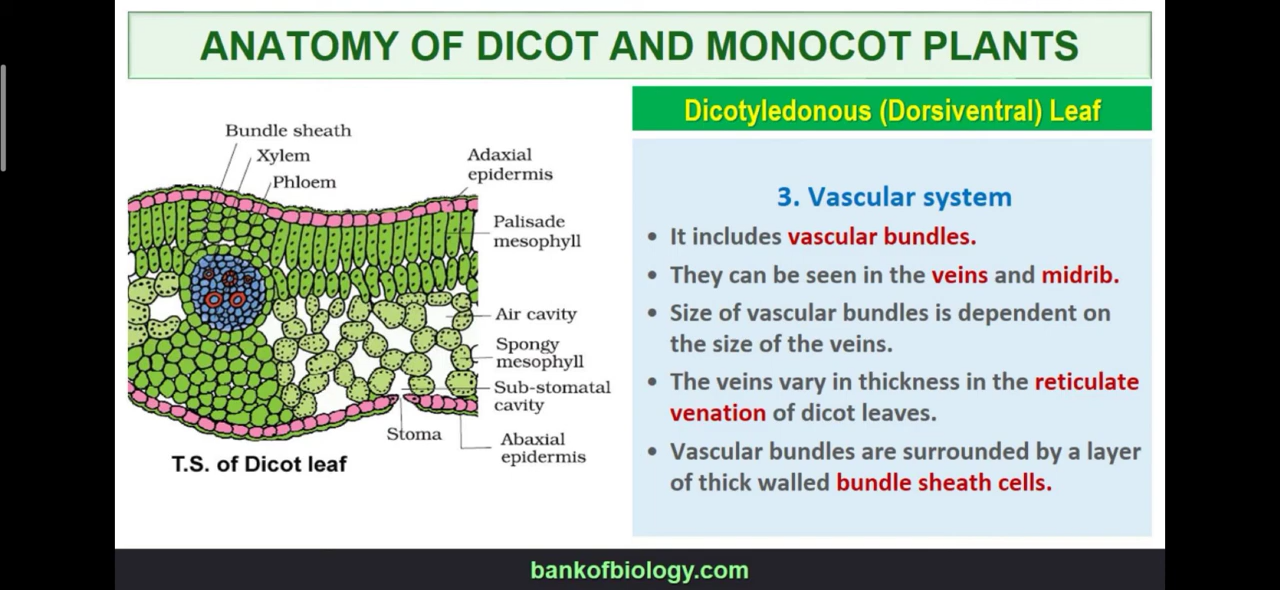 ANATOMY OF DICOT AND MONOCOT PLANTS
Bundle sheath
Xylem
Phloem
Adaxial
epidermis
Palisade
mesophyll
Air cavity
Spongy
mesophyll
Sub-stomatal
cavity
Stoma
Abaxial
epidermis
T.S. of Dicot leaf
Dicotyledonous (Dorsiventral) Leaf
3. Vascular system
• It includes vascular bundles.
• They can be seen in the veins and midrib.
• Size of vascular bundles is dependent on
the size of the veins.
• The veins vary in thickness in the reticulate
venation of dicot leaves.
• Vascular bundles are surrounded by a layer
of thick walled bundle sheath cells.
bankofbiology.com